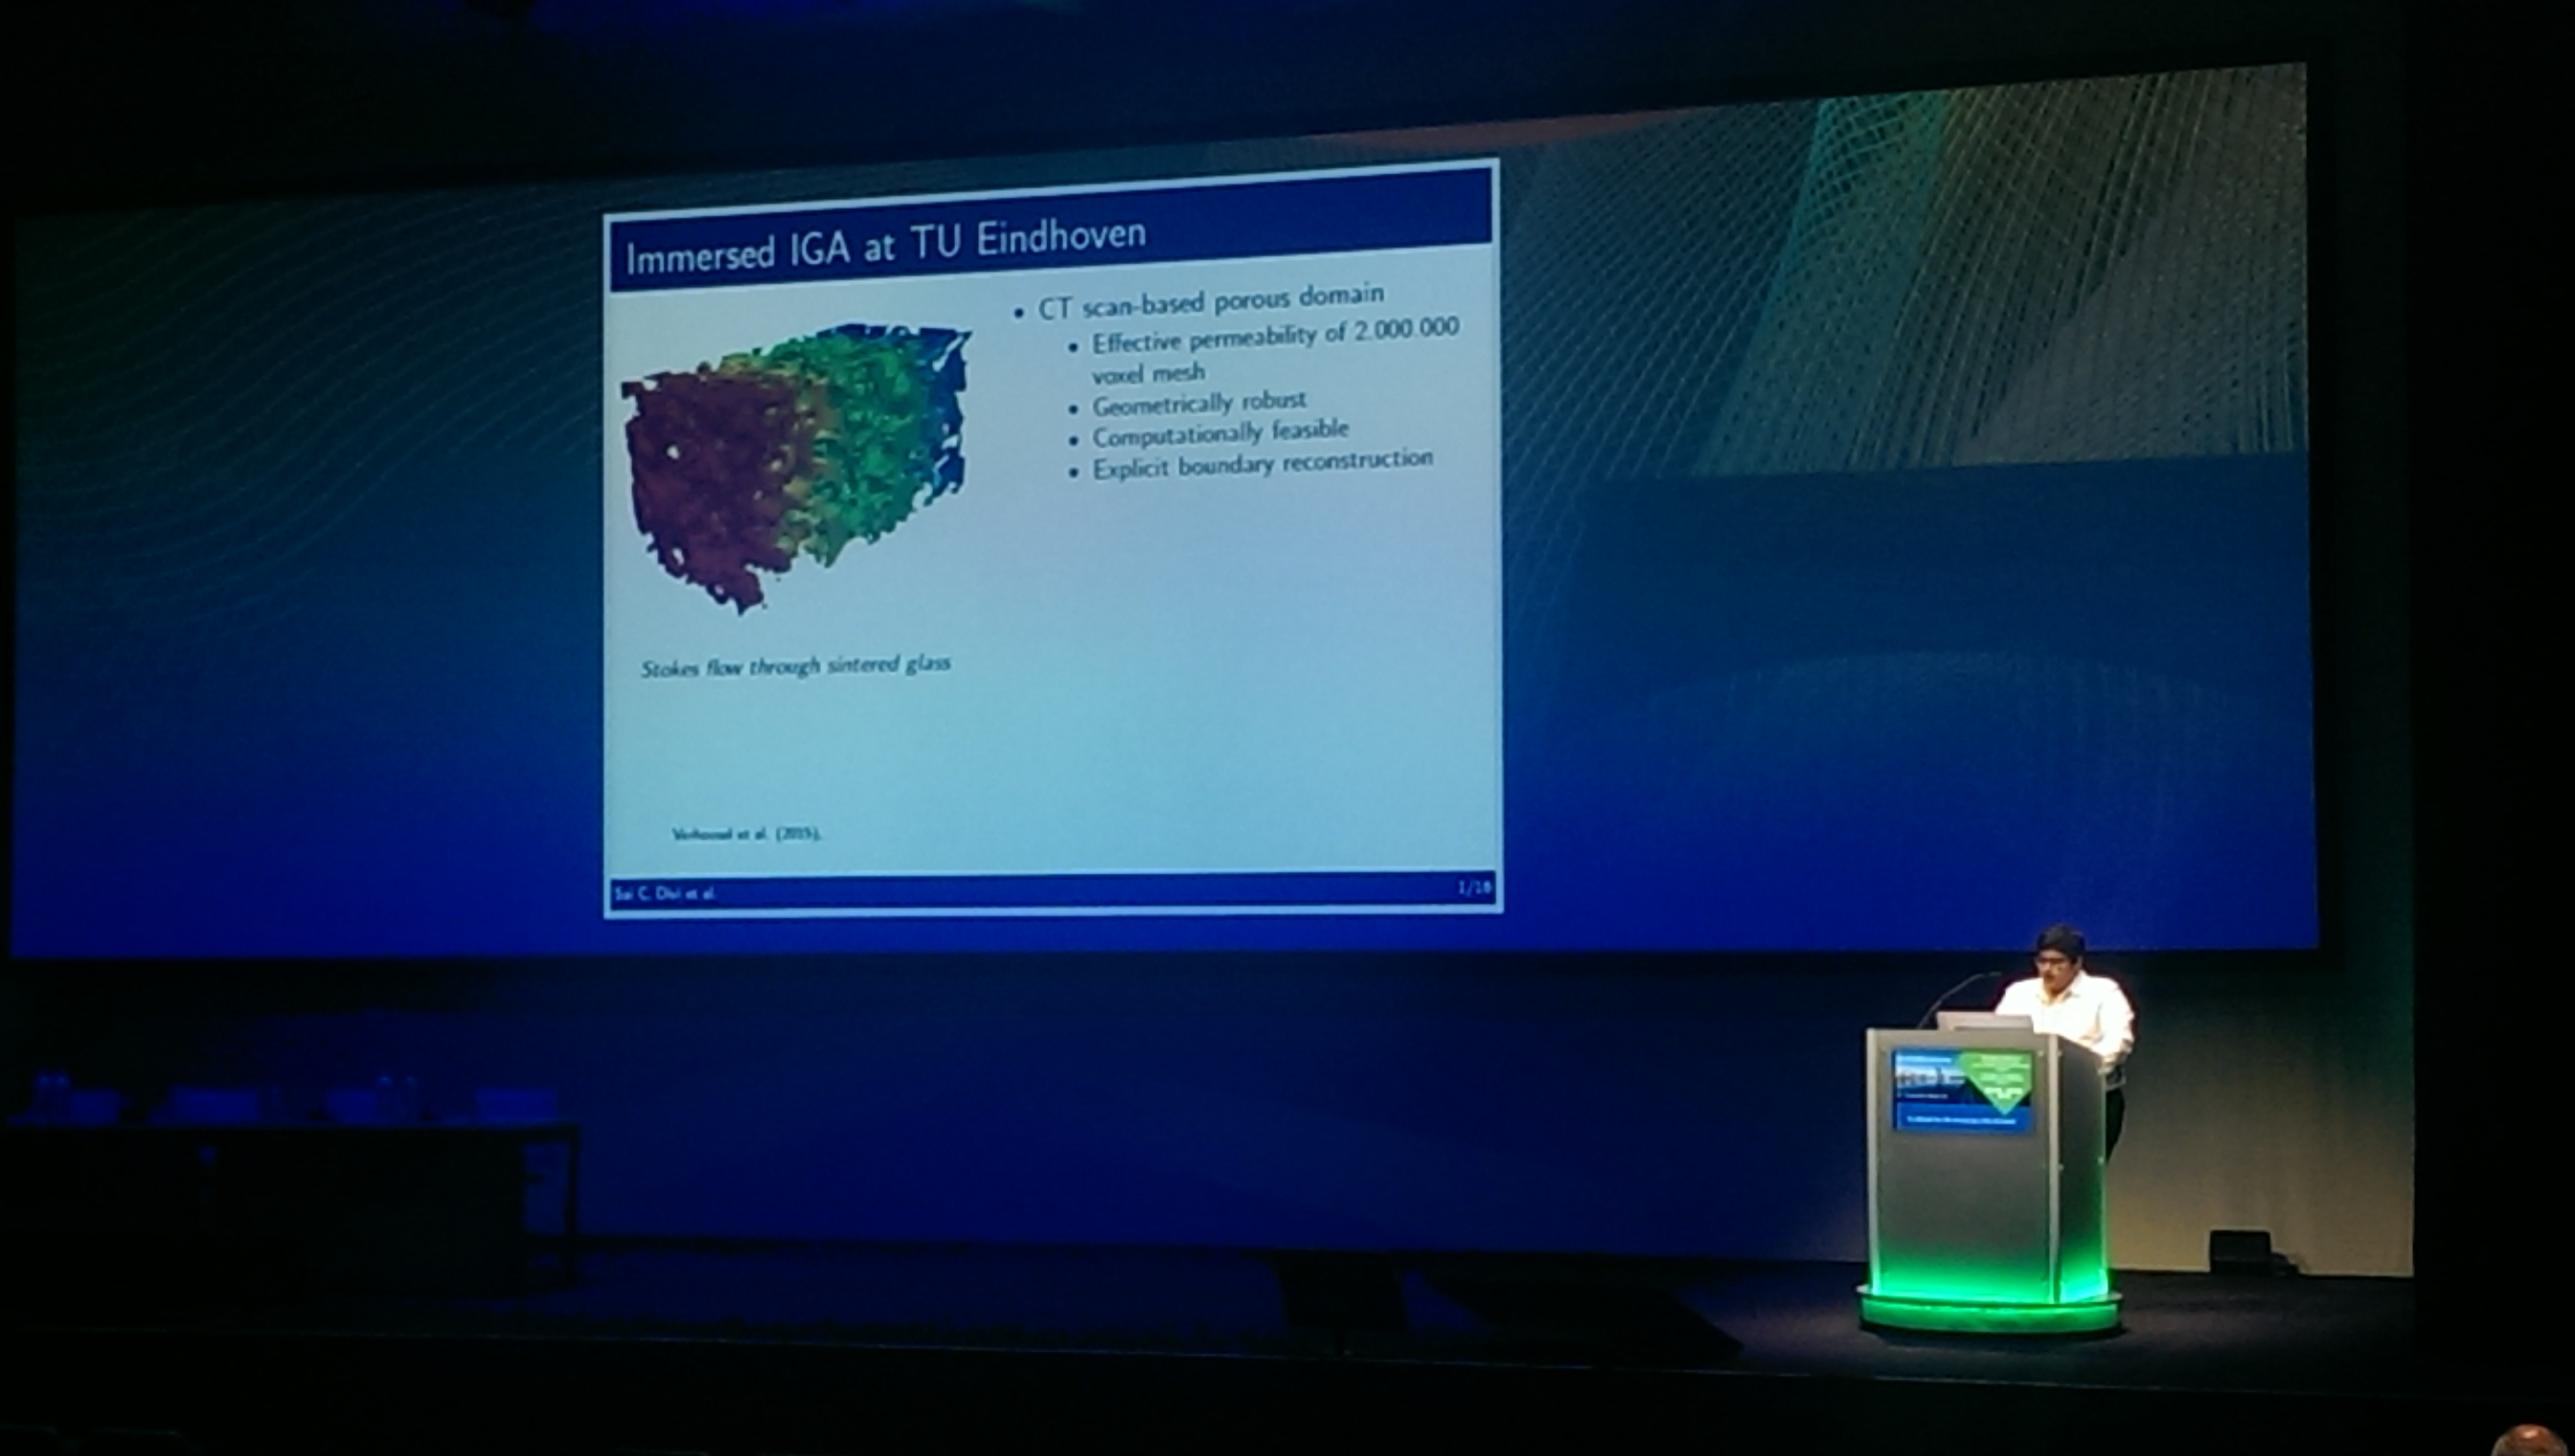 Immersed IGA at TU Eindhoven
• CT scan-based porous domain
• Effective permeability of 2.000.000
voxel mesh
• Geometrically robust
• Computationally feasible
• Explicit boundary reconstruction
Stokes flow through sintered glass
et al. (2015).
Sai C. Divi et al.
1/18